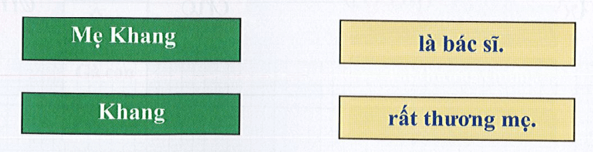 Mẹ Khang
là bác sĩ.
Khang
rất thương mẹ.